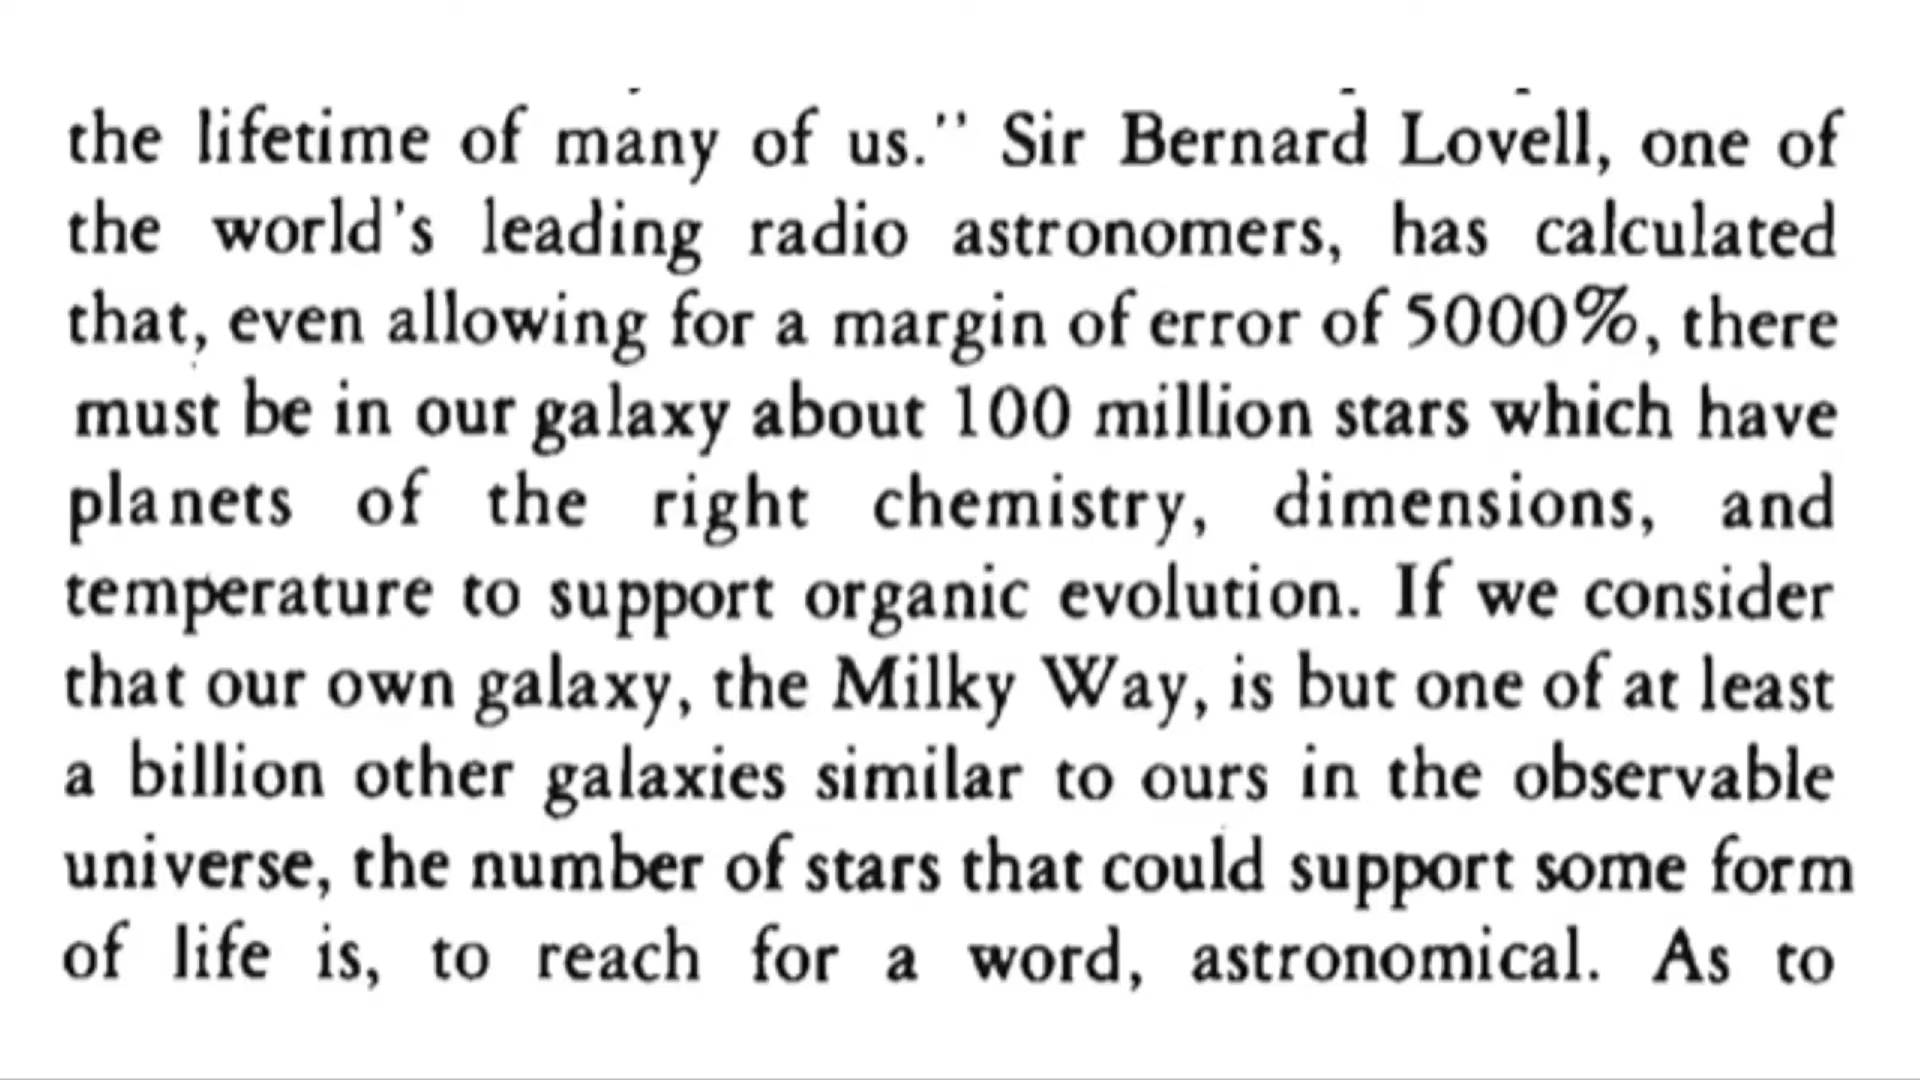 the lifetime of many of us." Sir Bernard Lovell, one of
the world's leading radio astronomers, has calculated
that, even allowing for a margin of error of 5000%, there
must be in our galaxy about 100 million stars which have
planets of the right chemistry, dimensions, and
temperature to support organic evolution. If we consider
that our own galaxy, the Milky Way, is but one of at least
a billion other galaxies similar to ours in the observable
universe, the number of stars that could support some form
of life is, to reach for a word, astronomical. As to